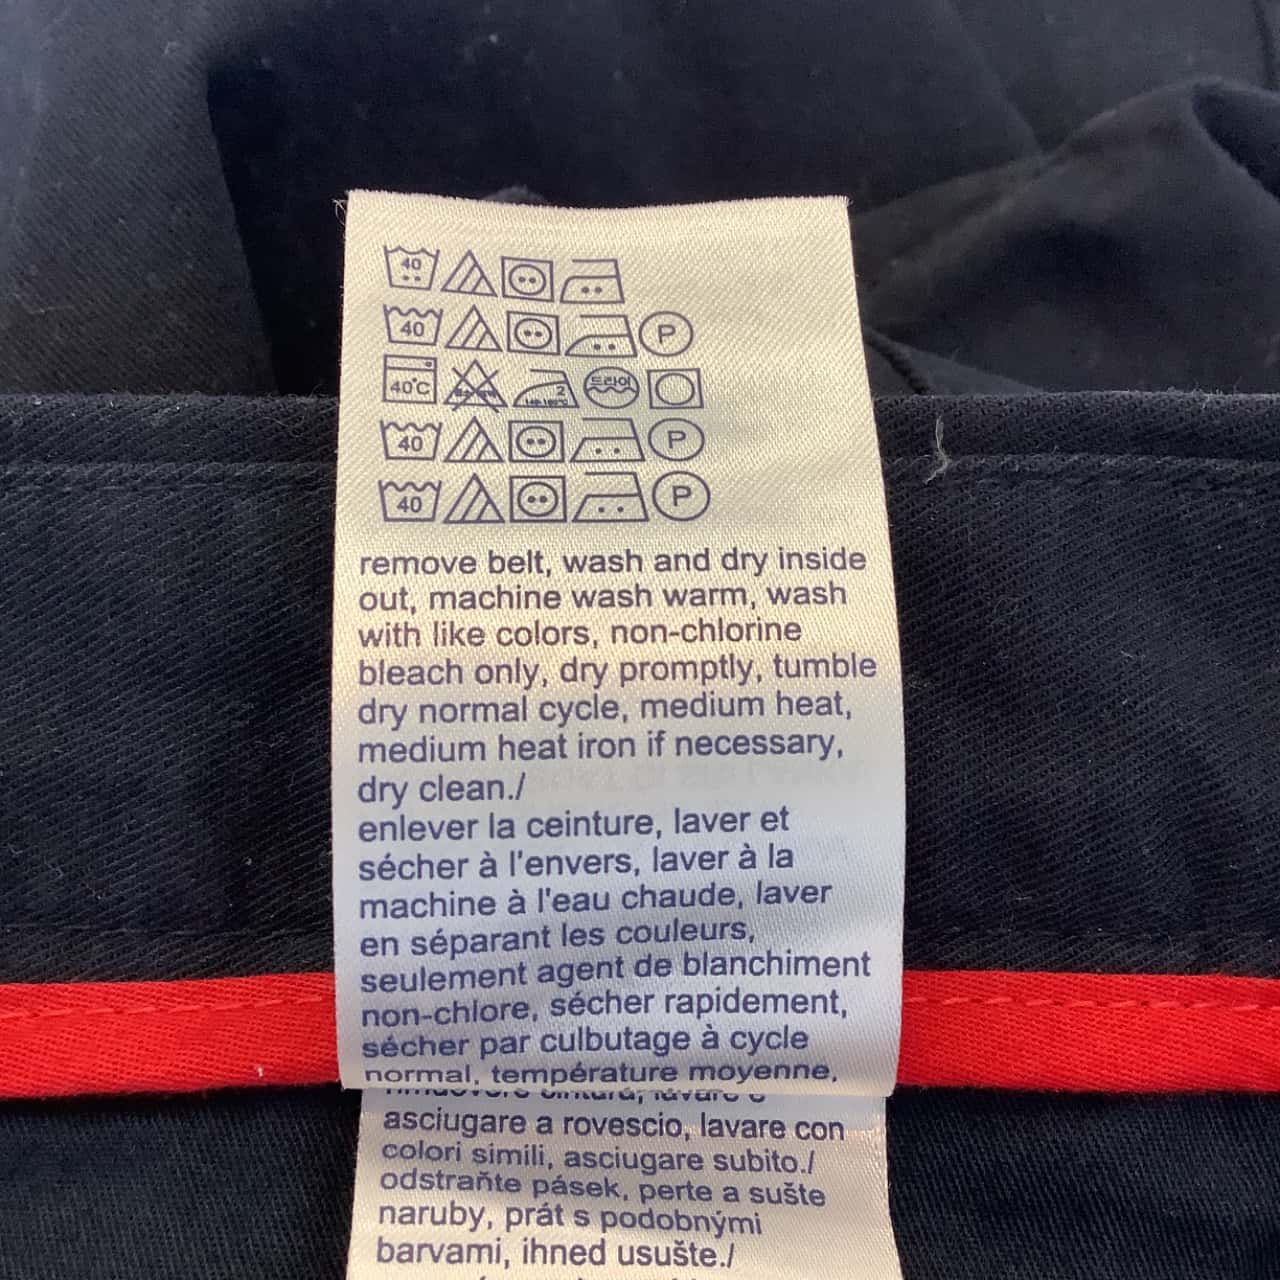 40
40 P
40°C 드라이
40 P
40 P
remove belt, wash and dry inside
out, machine wash warm, wash
with like colors, non-chlorine
bleach only, dry promptly, tumble
dry normal cycle, medium heat,
medium heat iron if necessary,
dry clean./
enlever la ceinture, laver et
sécher à l'envers, laver à la
machine à l'eau chaude, laver
en séparant les couleurs,
seulement agent de blanchiment
non-chlore, sécher rapidement,
sécher par culbutage à cycle
normal, température moyenne,
asciugare a rovescio, lavare con
colori simili, asciugare subito./
odstraňte pásek, perte a sušte
naruby, prát s podobnými
barvami, ihned usušte./